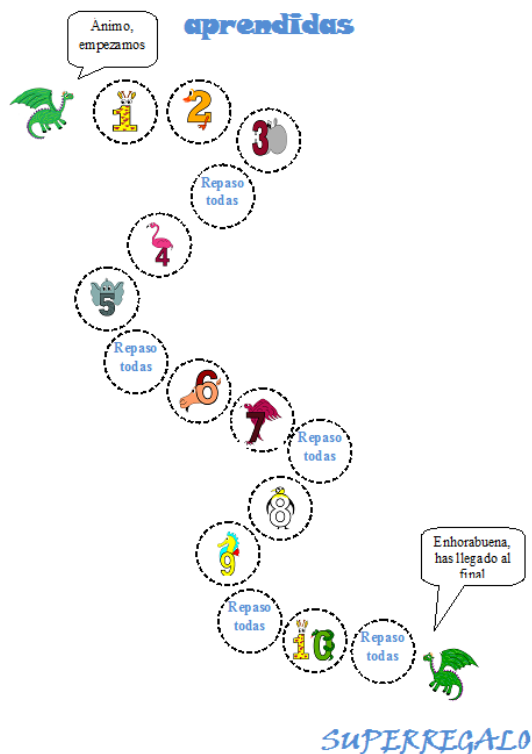 aprendidas
Animo,
empezamos
1
2
3
Repaso
todas
4
5
Repaso
todas
6
7
Repaso
todas
8
9
Enhorabuena,
has llegado al
final
Repaso
todas
10
Repaso
todas
SUPERREGALO